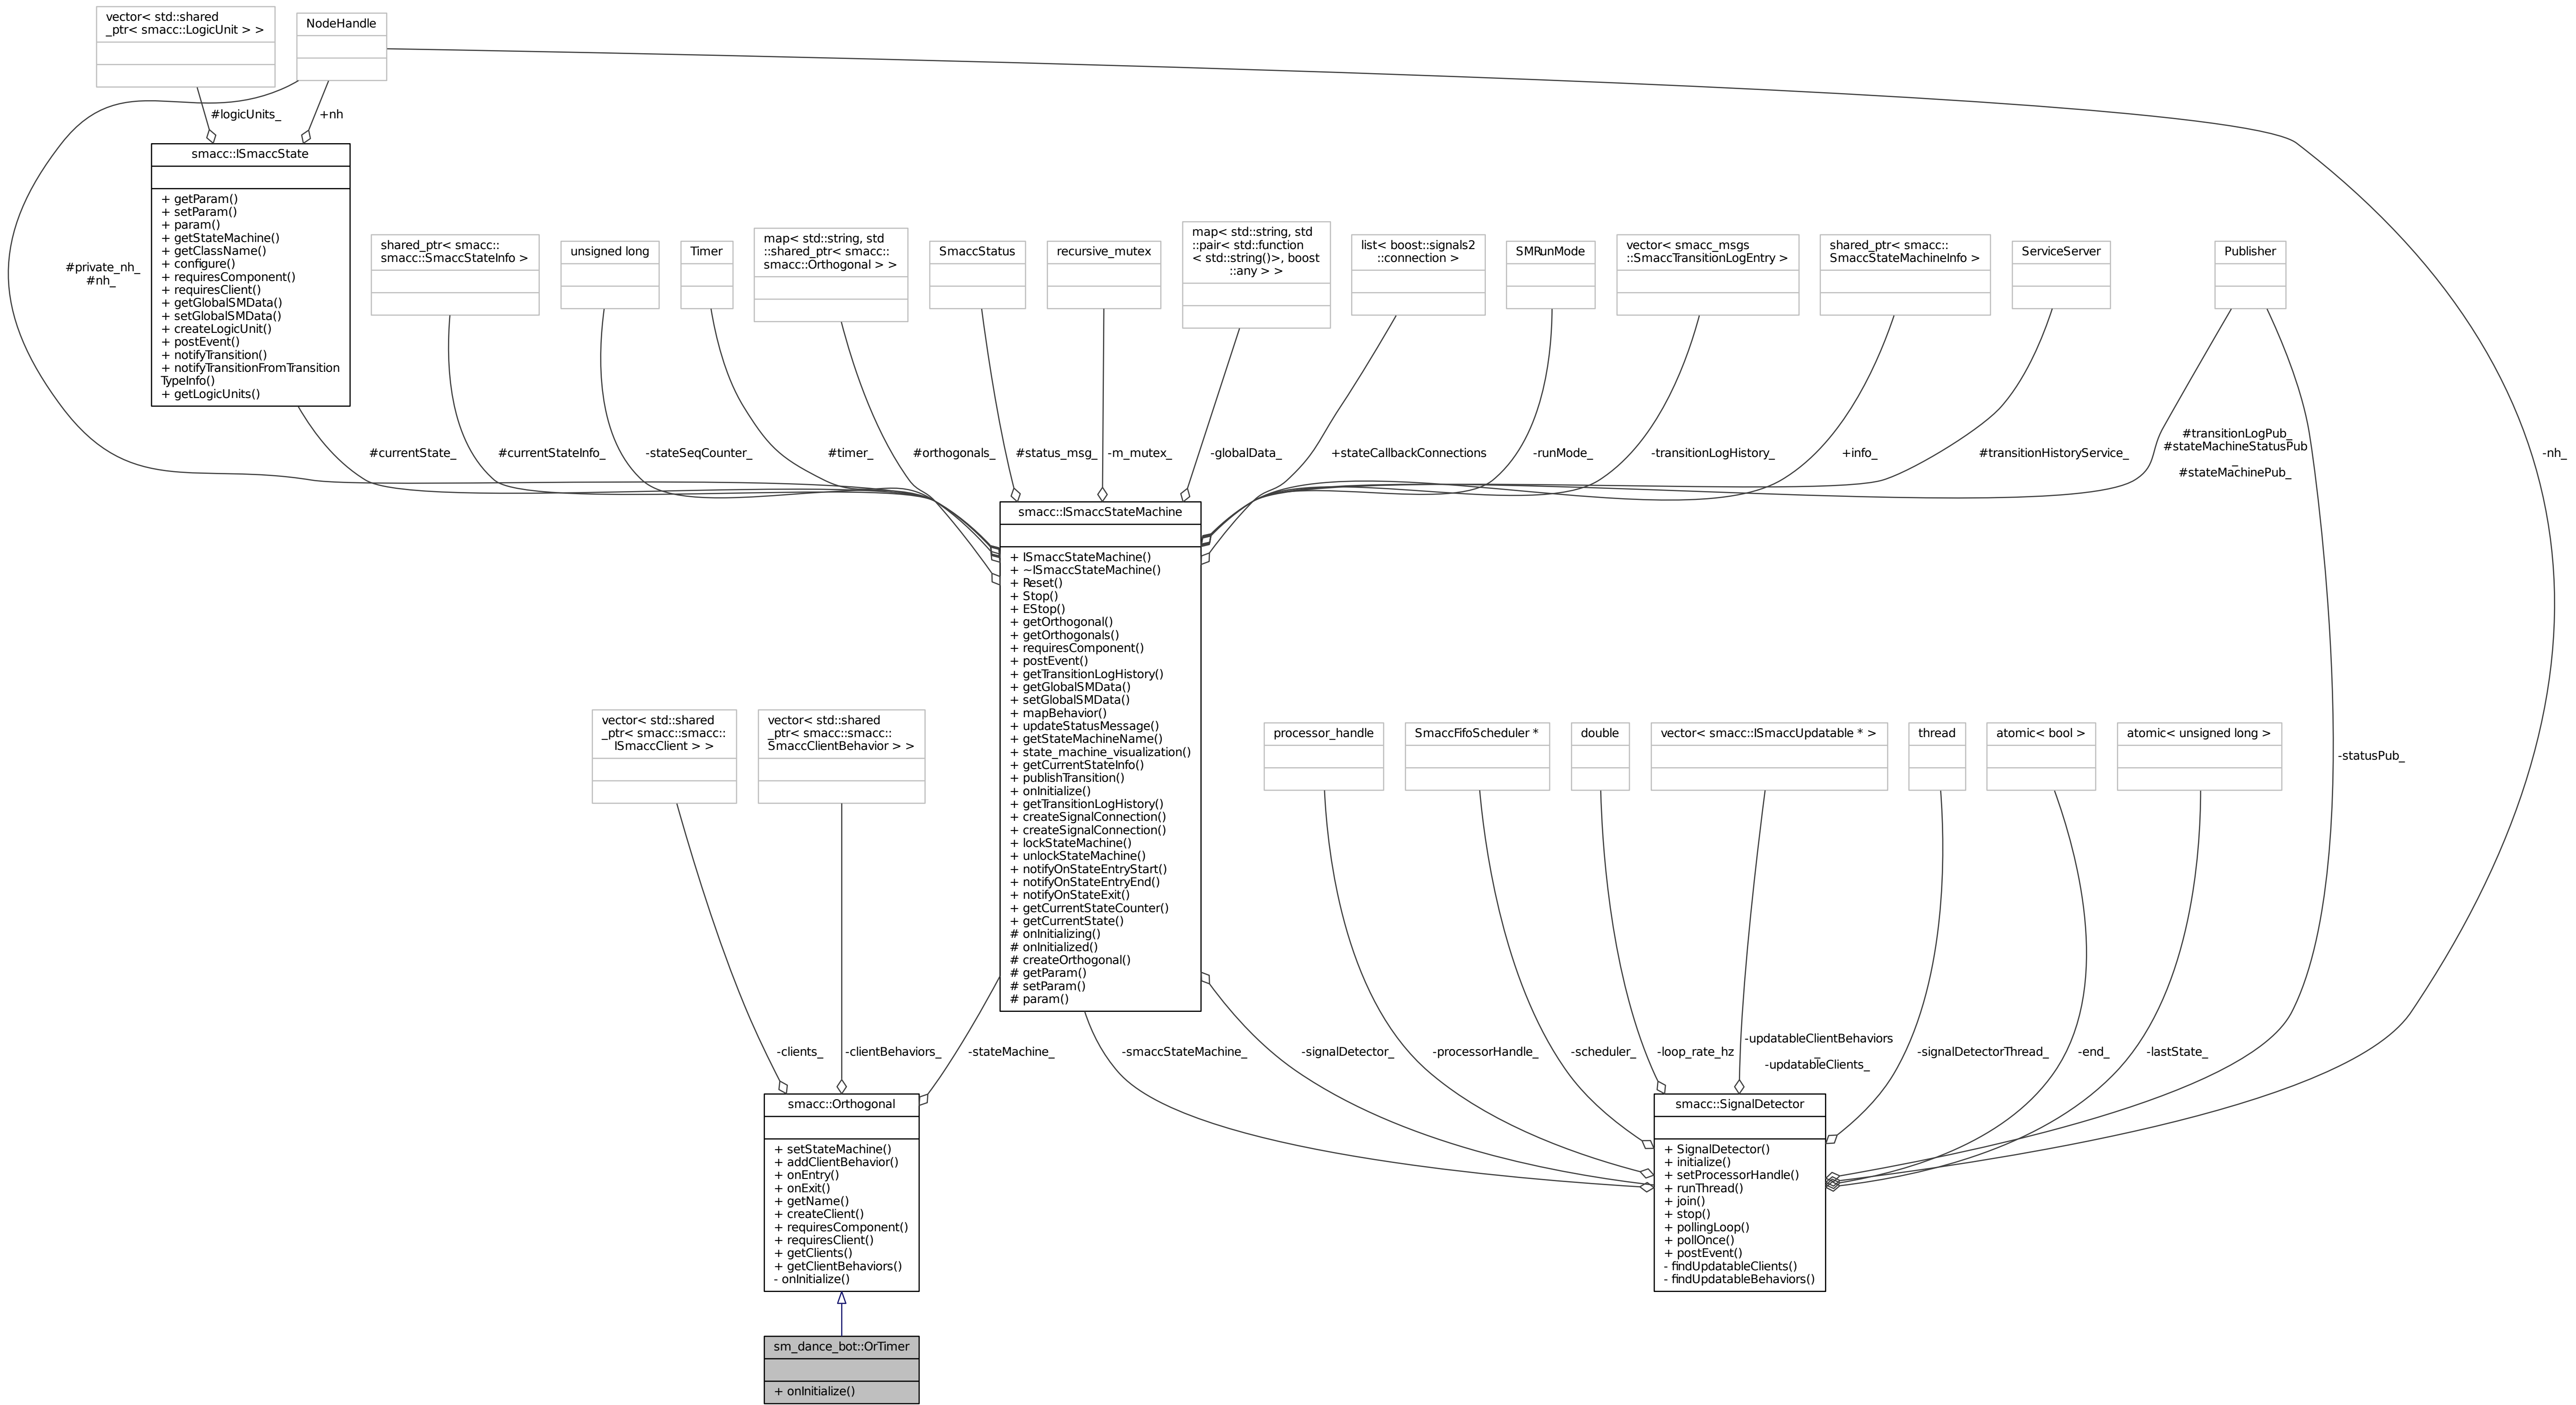 vector< std::shared
_ptr< smacc::LogicUnit > >
NodeHandle
#logicUnits_
+nh
smacc::ISmaccState
+ getParam()
+ setParam()
+ param()
+ getStateMachine()
+ getClassName()
+ configure()
+ requiresComponent()
+ requiresClient()
+ getGlobalSMData()
+ setGlobalSMData()
+ createLogicUnit()
+ postEvent()
+ notifyTransition()
+ notifyTransitionFromTransition
TypeInfo()
+ getLogicUnits()
#private_nh_
#nh_
shared_ptr< smacc::
smacc::SmaccStateInfo >
unsigned long
Timer
map< std::string, std
::shared_ptr< smacc::
smacc::Orthogonal > >
SmaccStatus
recursive_mutex
map< std::string, std
::pair< std::function
< std::string()>, boost
::any > >
list< boost::signals2
::connection >
SMRunMode
vector< smacc_msgs
::SmaccTransitionLogEntry >
shared_ptr< smacc::
SmaccStateMachineInfo >
ServiceServer
Publisher
#currentState_
#currentStateInfo_
-stateSeqCounter_
#timer_
#orthogonals_
#status_msg_
-m_mutex_
-globalData_
+stateCallbackConnections
-runMode_
-transitionLogHistory_
+info_
#transitionHistoryService_
#transitionLogPub_
#stateMachineStatusPub
_
#stateMachinePub_
-nh_
smacc::ISmaccStateMachine
+ ISmaccStateMachine()
+ ~ISmaccStateMachine()
+ Reset()
+ Stop()
+ EStop()
+ getOrthogonal()
+ getOrthogonals()
+ requiresComponent()
+ postEvent()
+ getTransitionLogHistory()
+ getGlobalSMData()
+ setGlobalSMData()
+ mapBehavior()
+ updateStatusMessage()
+ getStateMachineName()
+ state_machine_visualization()
+ getCurrentStateInfo()
+ publishTransition()
+ onInitialize()
+ getTransitionLogHistory()
+ createSignalConnection()
+ createSignalConnection()
+ lockStateMachine()
+ unlockStateMachine()
+ notifyOnStateEntryStart()
+ notifyOnStateEntryEnd()
+ notifyOnStateExit()
+ getCurrentStateCounter()
+ getCurrentState()
# onInitializing()
# onInitialized()
# createOrthogonal()
# getParam()
# setParam()
# param()
vector< std::shared
_ptr< smacc::smacc::
ISmaccClient > >
vector< std::shared
_ptr< smacc::smacc::
SmaccClientBehavior > >
processor_handle
SmaccFifoScheduler *
double
vector< smacc::ISmaccUpdatable * >
thread
atomic< bool >
atomic< unsigned long >
-statusPub_
-clients_
-clientBehaviors_
-stateMachine_
-smaccStateMachine_
-signalDetector_
-processorHandle_
-scheduler_
-loop_rate_hz
-updatableClientBehaviors
_
-updatableClients_
-signalDetectorThread_
-end_
-lastState_
smacc::Orthogonal
+ setStateMachine()
+ addClientBehavior()
+ onEntry()
+ onExit()
+ getName()
+ createClient()
+ requiresComponent()
+ requiresClient()
+ getClients()
+ getClientBehaviors()
- onInitialize()
smacc::SignalDetector
+ SignalDetector()
+ initialize()
+ setProcessorHandle()
+ runThread()
+ join()
+ stop()
+ pollingLoop()
+ pollOnce()
+ postEvent()
- findUpdatableClients()
- findUpdatableBehaviors()
sm_dance_bot::OrTimer
+ onInitialize()